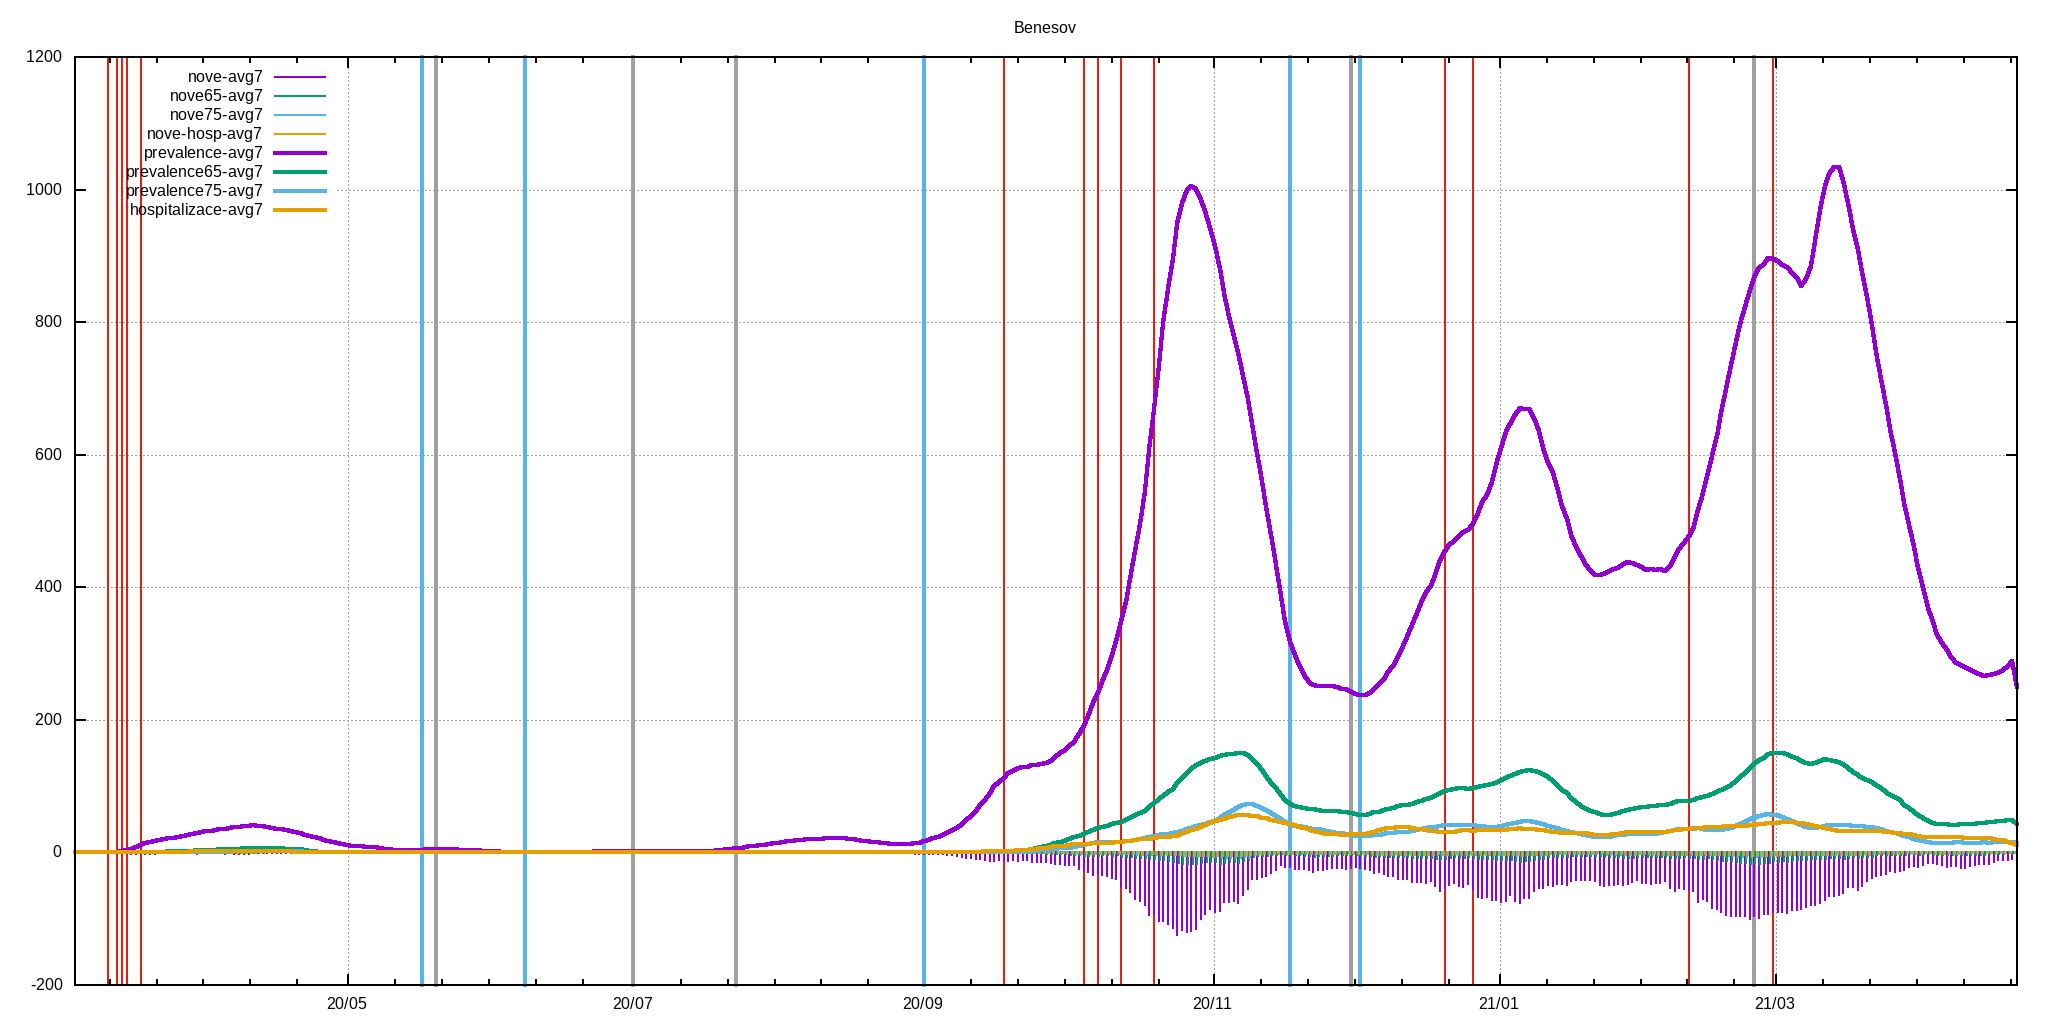 Benesov
1200
1000
800
600
400
200
0
-200
nove-avg7
nove65-avg7
nove75-avg7
nove-hosp-avg7
prevalence-avg7
prevalence65-avg7
prevalence75-avg7
hospitalizace-avg7
20/05 20/07 20/09 20/11 21/01 21/03